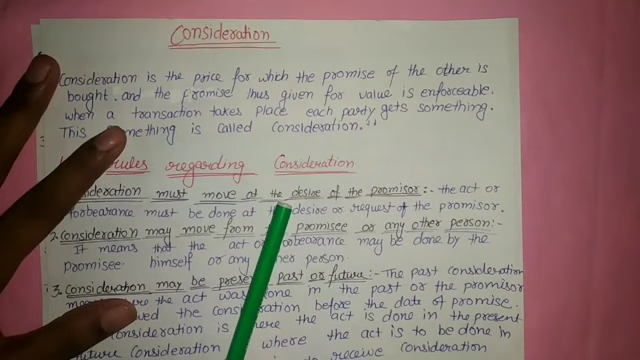 Consideration
Consideration is the price for which the promise of the other is
bought. and the promise thus given for value is enforceable.
when a transaction takes place each party gets something.
This something is called consideration."
rules regarding Consideration
Consideration must move at the desire of the promisor:- the act or
forbearance must be done at the desire or request of the promisor.
2. Consideration may move from promisee or any other person:-
It means that the act or forbearance may be done by the
promisee himself or any other person.
3. Consideration may be present past or future:- The past consideration
the act was done in the past or the promisor
the consideration before the date of promise.
consideration is where the act is done in the present
future consideration where the act is to be done in
to receive consideration